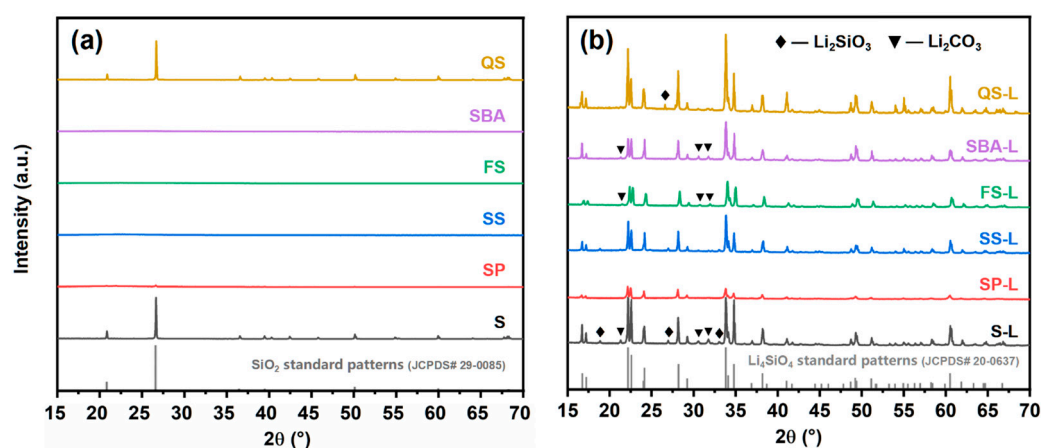 (a)
QS
SBA
FS
SS
SP
S
SiO₂ standard patterns (JCPDS# 29-0085)
Intensity (a.u.)
15 20 25 30 35 40 45 50 55 60 65 70
2θ (°)
(b)
♦ — Li₂SiO₃ ▼ — Li₂CO₃
QS-L
SBA-L
FS-L
SS-L
SP-L
S-L
Li₄SiO₄ standard patterns (JCPDS# 20-0637)
15 20 25 30 35 40 45 50 55 60 65 70
2θ (°)